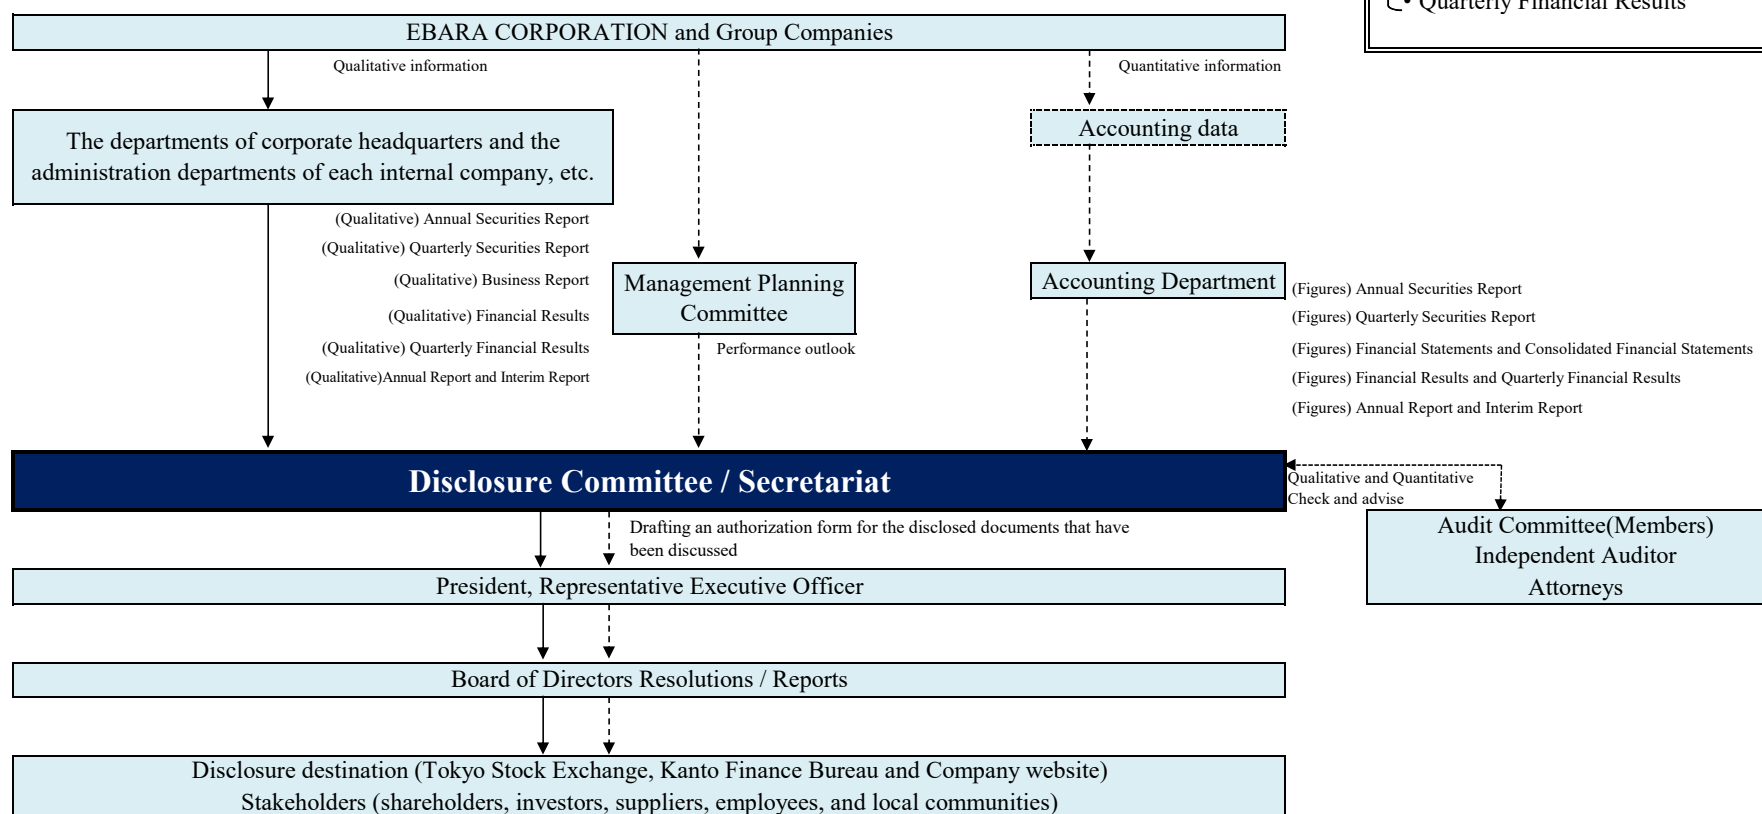 • Quarterly Financial Results
EBARA CORPORATION and Group Companies
Qualitative information
Quantitative information
The departments of corporate headquarters and the
administration departments of each internal company, etc.
Accounting data
(Qualitative) Annual Securities Report
(Qualitative) Quarterly Securities Report
(Qualitative) Business Report
(Qualitative) Financial Results
(Qualitative) Quarterly Financial Results
(Qualitative)Annual Report and Interim Report
Management Planning
Committee
Performance outlook
Accounting Department
(Figures) Annual Securities Report
(Figures) Quarterly Securities Report
(Figures) Financial Statements and Consolidated Financial Statements
(Figures) Financial Results and Quarterly Financial Results
(Figures) Annual Report and Interim Report
Disclosure Committee / Secretariat
Qualitative and Quantitative
Check and advise
Drafting an authorization form for the disclosed documents that have
been discussed
Audit Committee(Members)
Independent Auditor
Attorneys
President, Representative Executive Officer
Board of Directors Resolutions / Reports
Disclosure destination (Tokyo Stock Exchange, Kanto Finance Bureau and Company website)
Stakeholders (shareholders, investors, suppliers, employees, and local communities)